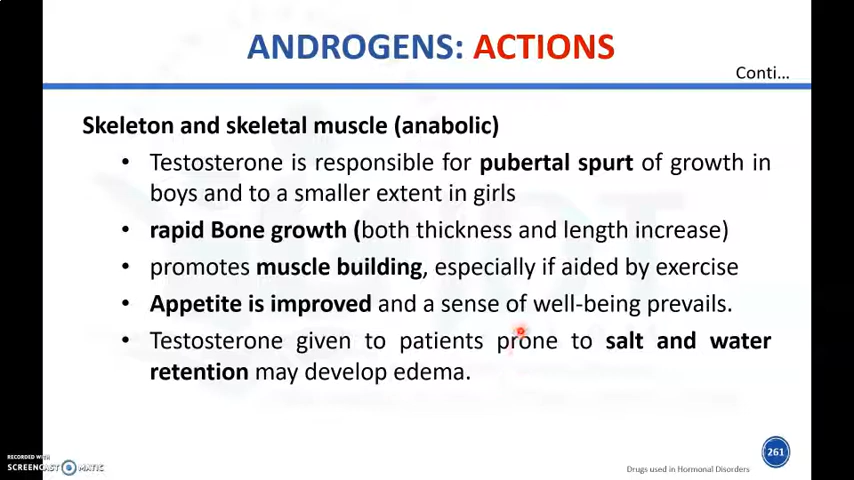 ANDROGENS: ACTIONS
Conti...
Skeleton and skeletal muscle (anabolic)
• Testosterone is responsible for pubertal spurt of growth in
boys and to a smaller extent in girls
• rapid Bone growth (both thickness and length increase)
• promotes muscle building, especially if aided by exercise
• Appetite is improved and a sense of well-being prevails.
• Testosterone given to patients prone to salt and water
retention may develop edema.
261
Drugs used in Hormonal Disorders
RECORDED WITH
SCREENCAST-O-MATIC